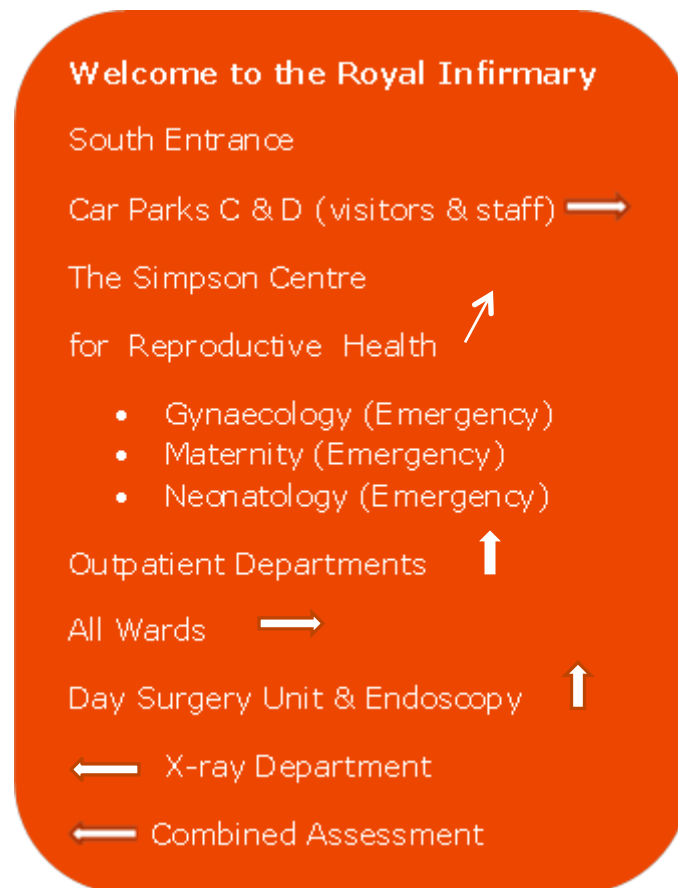 Welcome to the Royal Infirmary
South Entrance
Car Parks C & D (visitors & staff)
The Simpson Centre
for Reproductive Health
• Gynaecology (Emergency)
• Maternity (Emergency)
• Neonatology (Emergency)
Outpatient Departments
All Wards
Day Surgery Unit & Endoscopy
X-ray Department
Combined Assessment